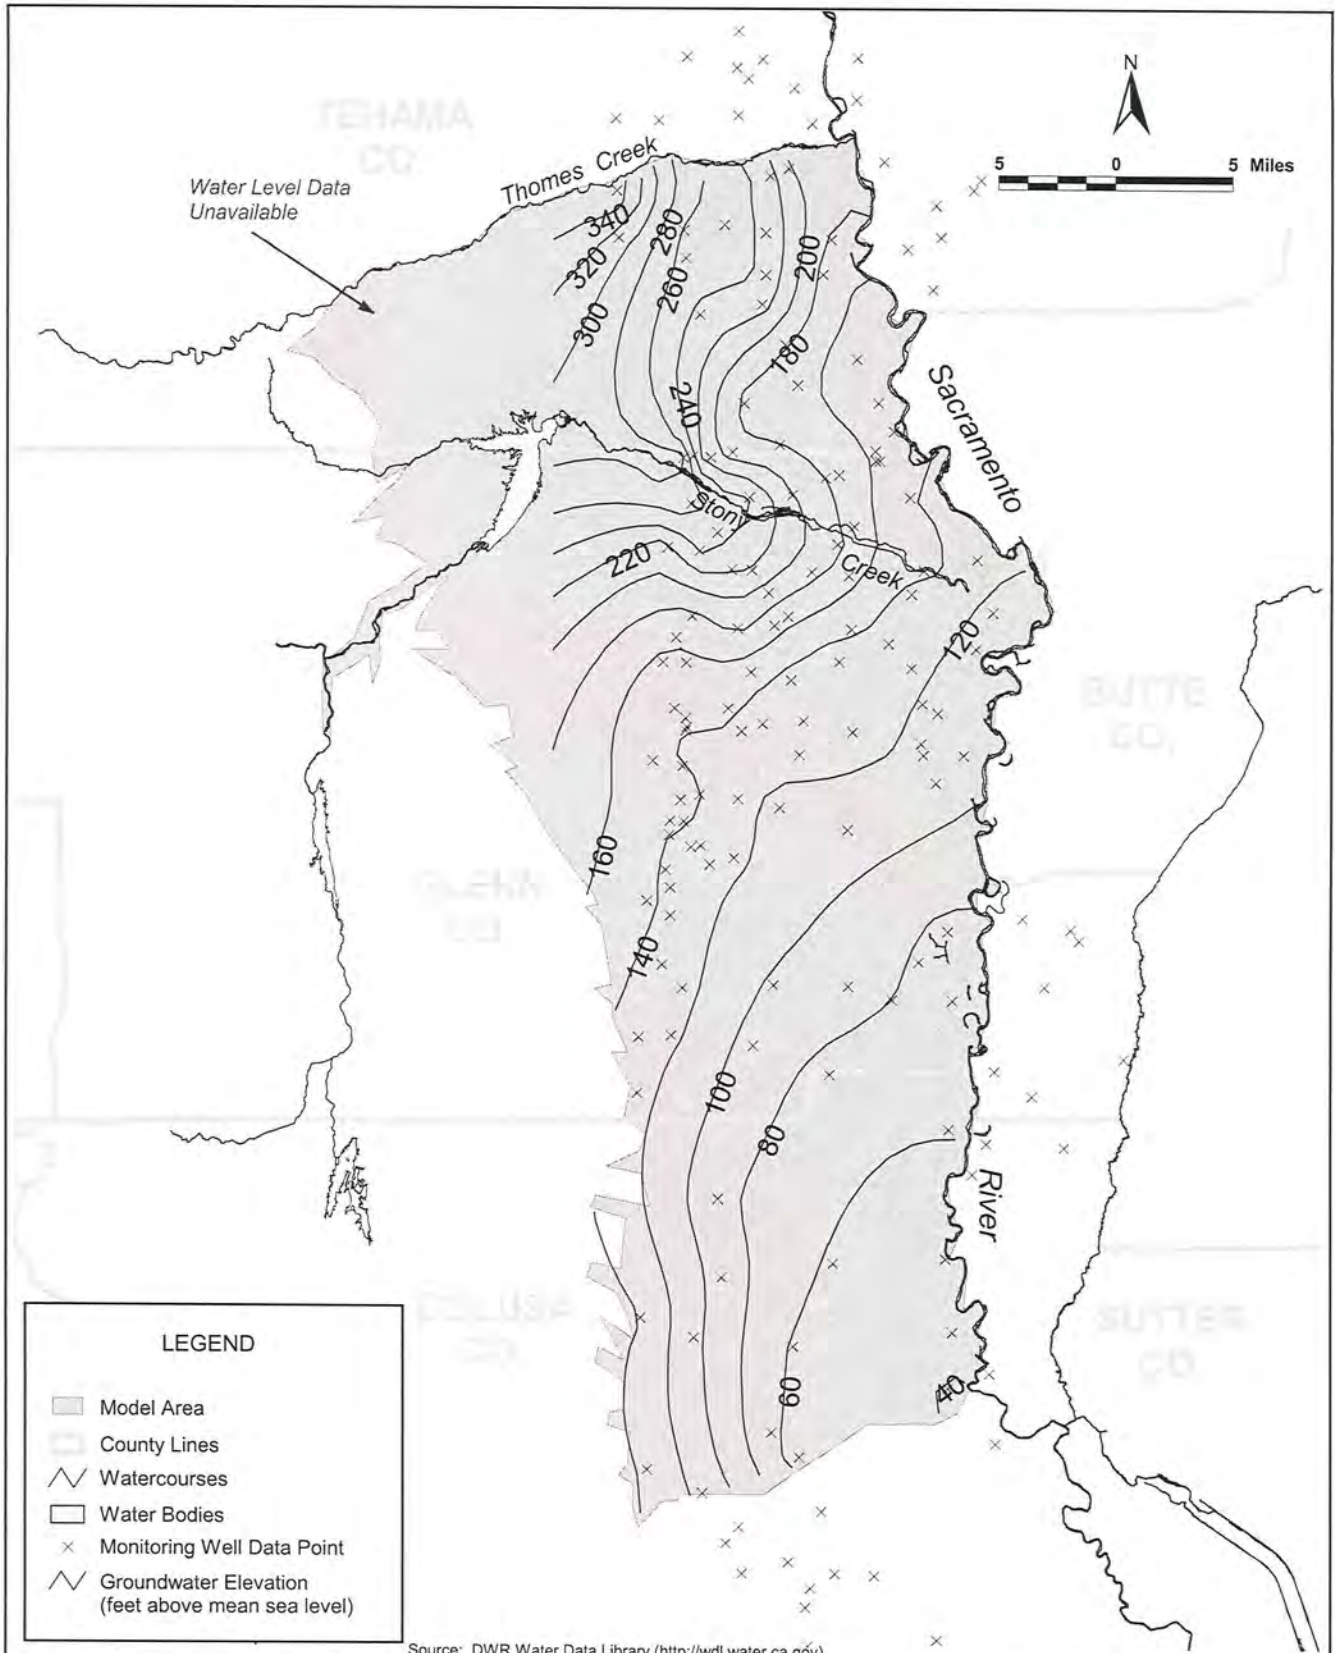 N
5 0 5 Miles
TEHAMA
CO
Thomes Creek
Water Level Data
Unavailable
340
320
300
280
260
240
200
180
Sacramento
Stony
Creek
220
120
BUTTE
CO.
160
GLENN
CO.
140
100
80
River
60
40
COLUSA
CO.
SUTTER
CO
LEGEND
Model Area
County Lines
Watercourses
Water Bodies
Monitoring Well Data Point
Groundwater Elevation
(feet above mean sea level)
Source: DWR Water Data Library (http://wdl.water.ca.gov)